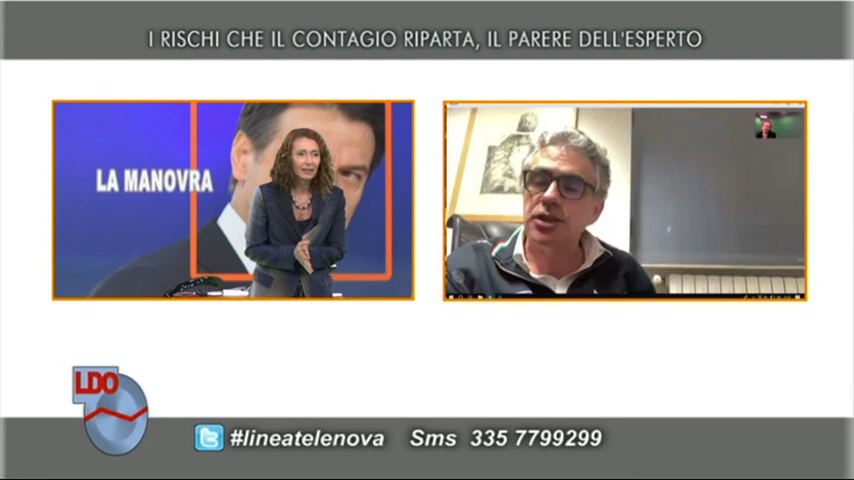 I RISCHI CHE IL CONTAGIO RIPARTA, IL PARERE DELL'ESPERTO
LA MANOVRA
LDO
#lineatelenova Sms 335 7799299